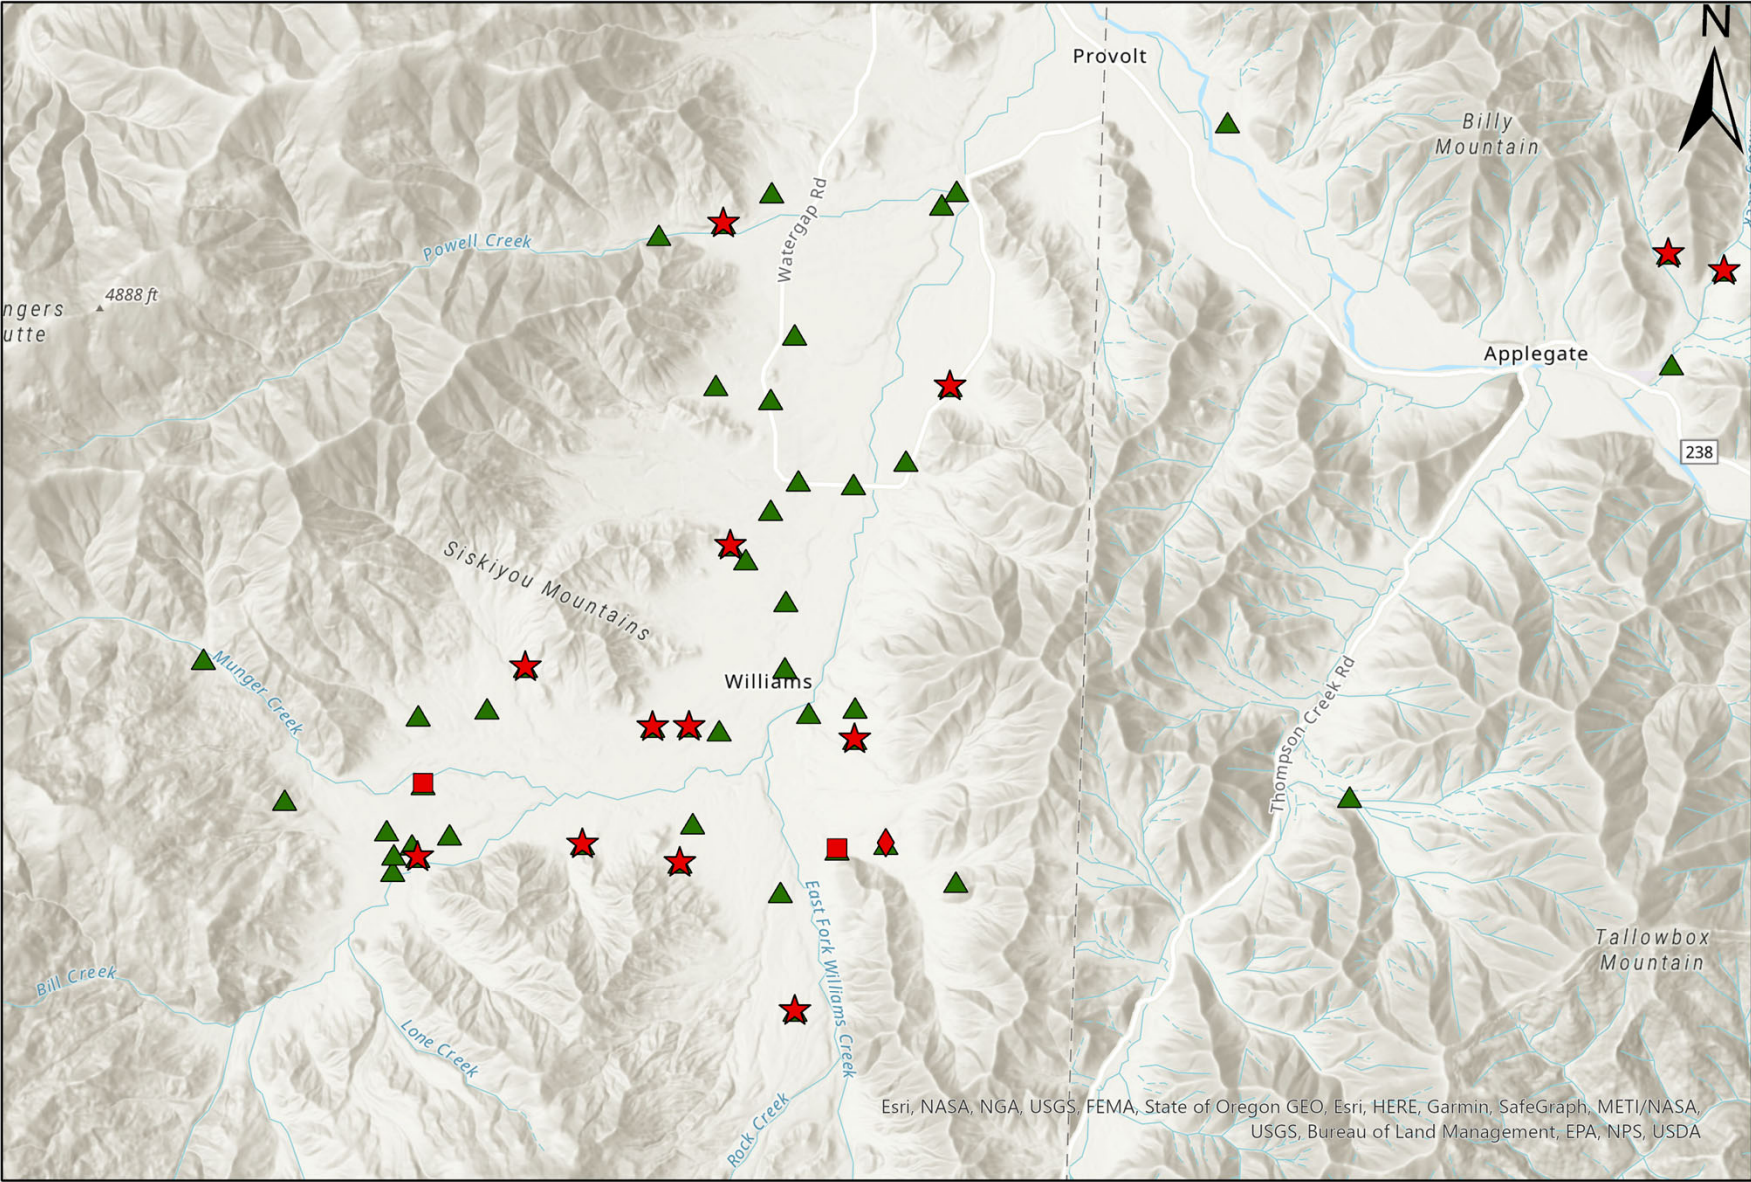 N
Provolt
Billy
Mountain
Watergap Rd
Powell Creek
4888 ft
ngers
utte
Applegate
238
Siskiyou Mountains
Munger Creek
Williams
Thompson Creek Rd
East Fork Williams Creek
Tallowbox
Mountain
Bill Creek
Lone Creek
Rock Creek
Esri, NASA, NGA, USGS, FEMA, State of Oregon GEO, Esri, HERE, Garmin, SafeGraph, METI/NASA,
USGS, Bureau of Land Management, EPA, NPS, USDA